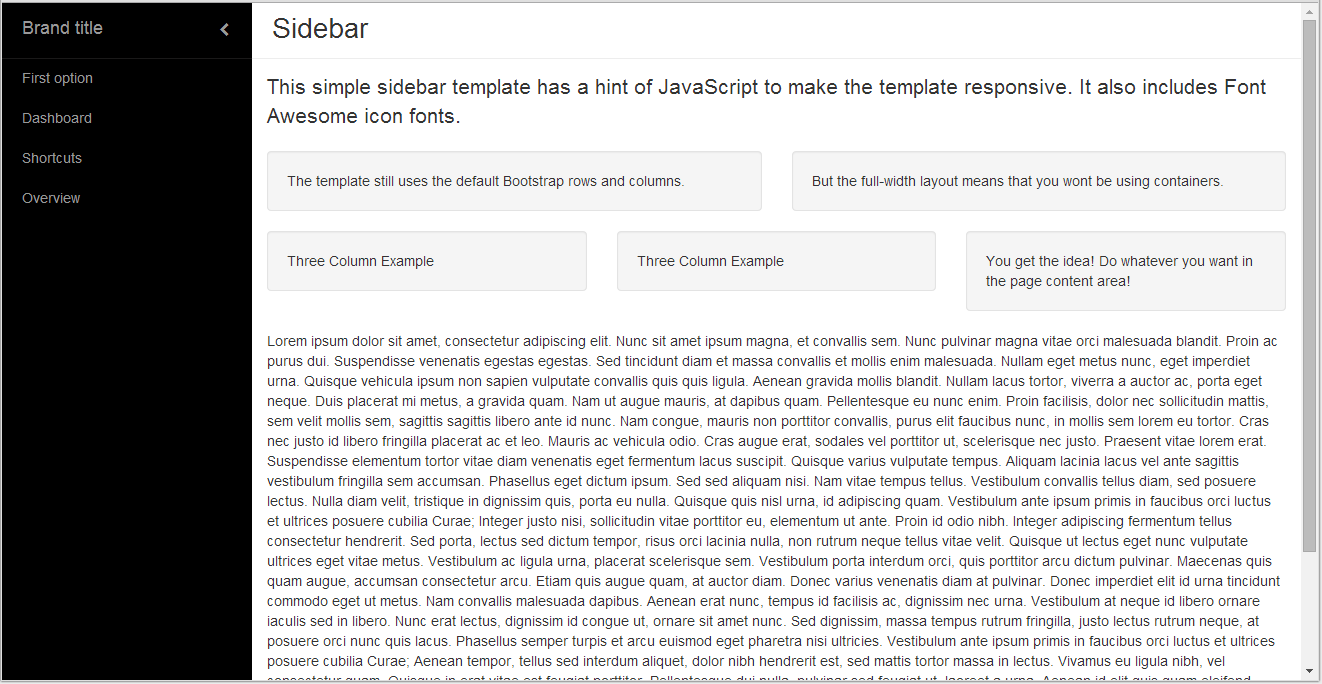 Brand title
First option
Dashboard
Shortcuts
Overview
Sidebar
This simple sidebar template has a hint of JavaScript to make the template responsive. It also includes Font
Awesome icon fonts.
The template still uses the default Bootstrap rows and columns.
But the full-width layout means that you wont be using containers.
Three Column Example
Three Column Example
You get the idea! Do whatever you want in
the page content area!
Lorem ipsum dolor sit amet, consectetur adipiscing elit. Nunc sit amet ipsum magna, et convallis sem. Nunc pulvinar magna vitae orci malesuada blandit. Proin ac
purus dui. Suspendisse venenatis egestas egestas. Sed tincidunt diam et massa convallis et mollis enim malesuada. Nullam eget metus nunc, eget imperdiet
urna. Quisque vehicula ipsum non sapien vulputate convallis quis quis ligula. Aenean gravida mollis blandit. Nullam lacus tortor, viverra a auctor ac, porta eget
neque. Duis placerat mi metus, a gravida quam. Nam ut augue mauris, at dapibus quam. Pellentesque eu nunc enim. Proin facilisis, dolor nec sollicitudin mattis,
sem velit mollis sem, sagittis sagittis libero ante id nunc. Nam congue, mauris non porttitor convallis, purus elit faucibus nunc, in mollis sem lorem eu tortor. Cras
nec justo id libero fringilla placerat ac et leo. Mauris ac vehicula odio. Cras augue erat, sodales vel porttitor ut, scelerisque nec justo. Praesent vitae lorem erat.
Suspendisse elementum tortor vitae diam venenatis eget fermentum lacus suscipit. Quisque varius vulputate tempus. Aliquam lacinia lacus vel ante sagittis
vestibulum fringilla sem accumsan. Phasellus eget dictum ipsum. Sed sed aliquam nisi. Nam vitae tempus tellus. Vestibulum convallis tellus diam, sed posuere
lectus. Nulla diam velit, tristique in dignissim quis, porta eu nulla. Quisque quis nisl urna, id adipiscing quam. Vestibulum ante ipsum primis in faucibus orci luctus
et ultrices posuere cubilia Curae; Integer justo nisi, sollicitudin vitae porttitor eu, elementum ut ante. Proin id odio nibh. Integer adipiscing fermentum tellus
consectetur hendrerit. Sed porta, lectus sed dictum tempor, risus orci lacinia nulla, non rutrum neque tellus vitae velit. Quisque ut lectus eget nunc vulputate
ultrices eget vitae metus. Vestibulum ac ligula urna, placerat scelerisque sem. Vestibulum porta interdum orci, quis porttitor arcu dictum pulvinar. Maecenas quis
quam augue, accumsan consectetur arcu. Etiam quis augue quam, at auctor diam. Donec varius venenatis diam at pulvinar. Donec imperdiet elit id urna tincidunt
commodo eget ut metus. Nam convallis malesuada dapibus. Aenean erat nunc, tempus id facilisis ac, dignissim nec urna. Vestibulum at neque id libero ornare
iaculis sed in libero. Nunc erat lectus, dignissim id congue ut, ornare sit amet nunc. Sed dignissim, massa tempus rutrum fringilla, justo lectus rutrum neque, at
posuere orci nunc quis lacus. Phasellus semper turpis et arcu euismod eget pharetra nisi ultricies. Vestibulum ante ipsum primis in faucibus orci luctus et ultrices
posuere cubilia Curae; Aenean tempor, tellus sed interdum aliquet, dolor nibh hendrerit est, sed mattis tortor massa in lectus. Vivamus eu ligula nibh, vel